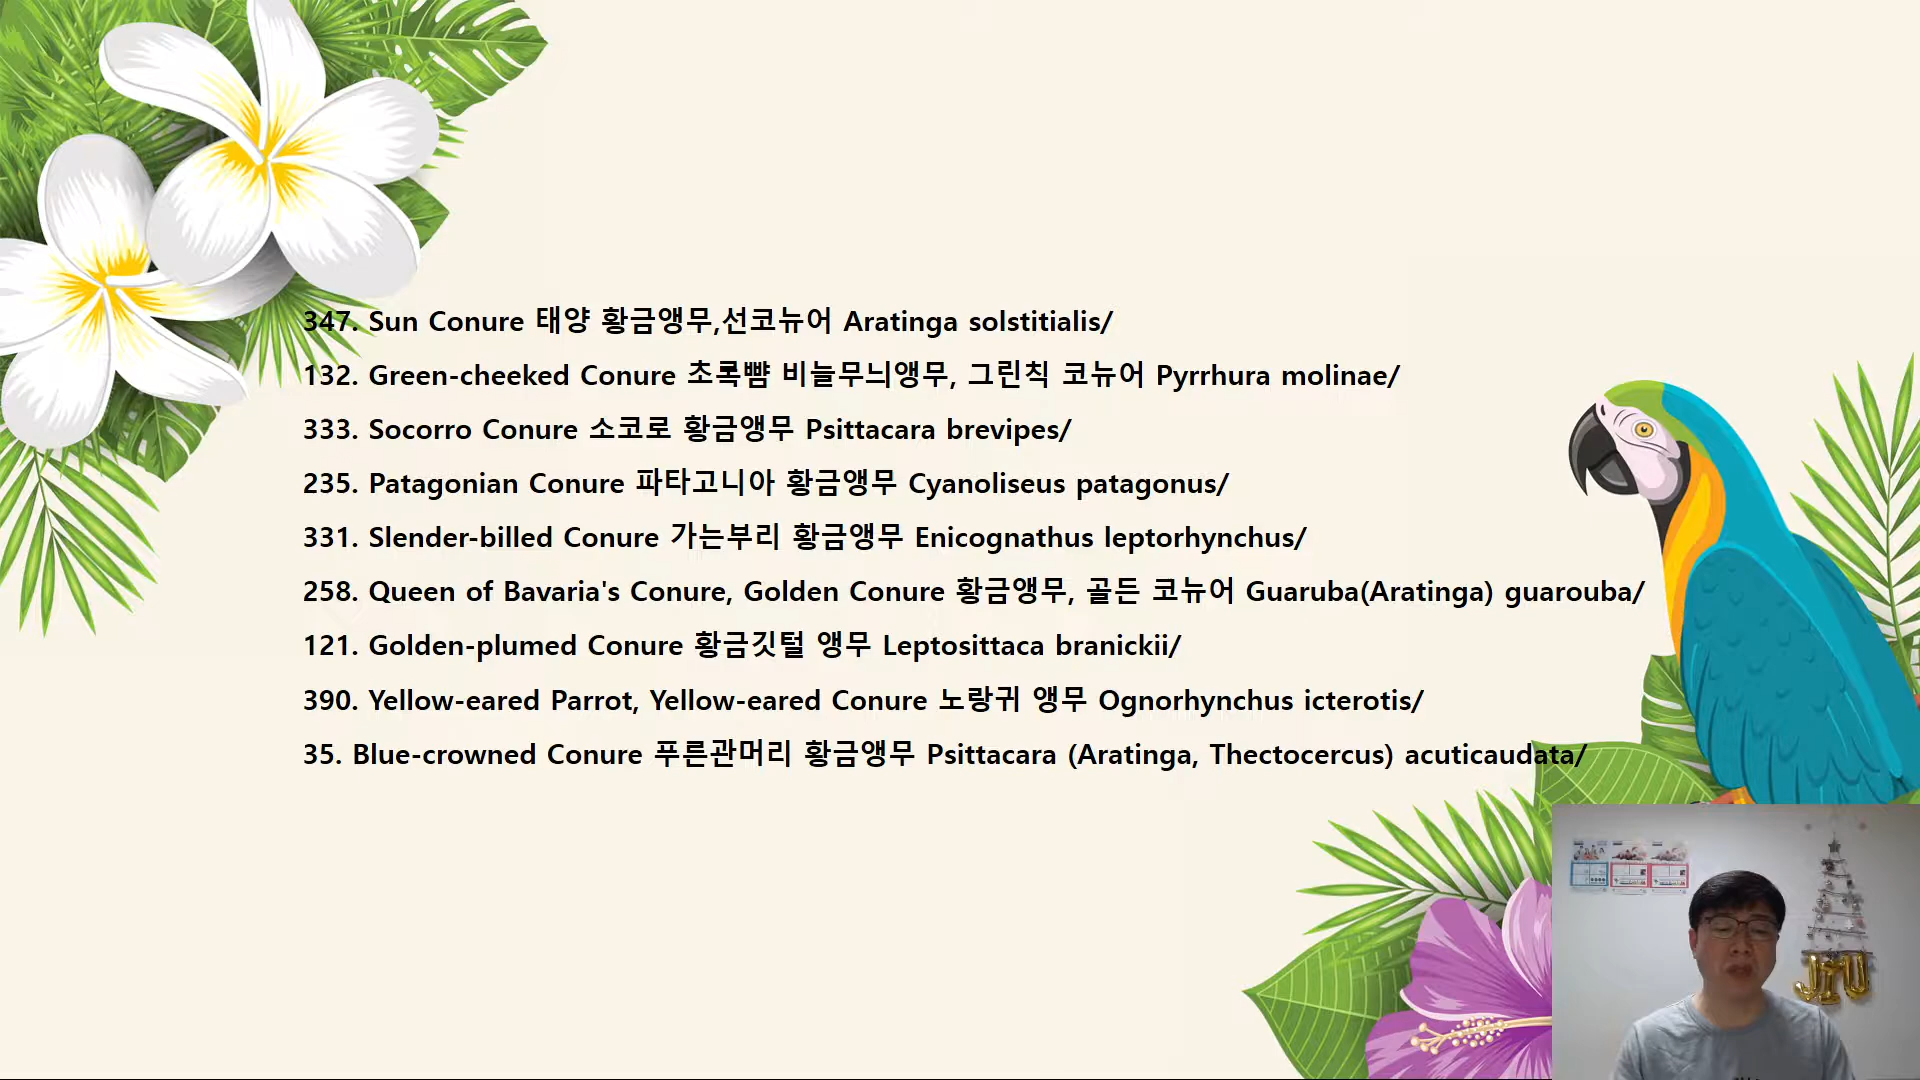 347. Sun Conure 태양 황금앵무,선코뉴어 Aratinga solstitialis/
132. Green-cheeked Conure 초록뺨 비늘무늬앵무, 그린칙 코뉴어 Pyrrhura molinae/
333. Socorro Conure 소코로 황금앵무 Psittacara brevipes/
235. Patagonian Conure 파타고니아 황금앵무 Cyanoliseus patagonus/
331. Slender-billed Conure 가는부리 황금앵무 Enicognathus leptorhynchus/
258. Queen of Bavaria's Conure, Golden Conure 황금앵무, 골든 코뉴어 Guaruba(Aratinga) guarouba/
121. Golden-plumed Conure 황금깃털 앵무 Leptosittaca branickii/
390. Yellow-eared Parrot, Yellow-eared Conure 노랑귀 앵무 Ognorhynchus icterotis/
35. Blue-crowned Conure 푸른관머리 황금앵무 Psittacara (Aratinga, Thectocercus) acuticaudata/